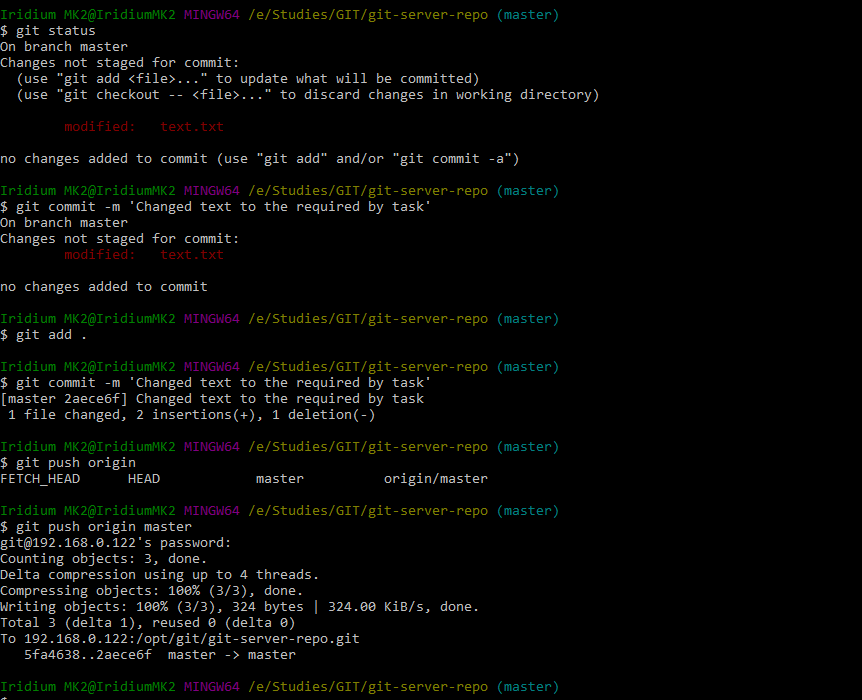 Iridium MK2@IridiumMK2 MINGW64 /e/Studies/GIT/git-server-repo (master)
$ git status
On branch master
Changes not staged for commit:
  (use "git add <file>..." to update what will be committed)
  (use "git checkout -- <file>..." to discard changes in working directory)
        modified:   text.txt
no changes added to commit (use "git add" and/or "git commit -a")
Iridium MK2@IridiumMK2 MINGW64 /e/Studies/GIT/git-server-repo (master)
$ git commit -m 'Changed text to the required by task'
On branch master
Changes not staged for commit:
        modified:   text.txt
no changes added to commit
Iridium MK2@IridiumMK2 MINGW64 /e/Studies/GIT/git-server-repo (master)
$ git add .
Iridium MK2@IridiumMK2 MINGW64 /e/Studies/GIT/git-server-repo (master)
$ git commit -m 'Changed text to the required by task'
[master 2aece6f] Changed text to the required by task
 1 file changed, 2 insertions(+), 1 deletion(-)
Iridium MK2@IridiumMK2 MINGW64 /e/Studies/GIT/git-server-repo (master)
$ git push origin
FETCH_HEAD      HEAD            master          origin/master
Iridium MK2@IridiumMK2 MINGW64 /e/Studies/GIT/git-server-repo (master)
$ git push origin master
git@192.168.0.122's password:
Counting objects: 3, done.
Delta compression using up to 4 threads.
Compressing objects: 100% (3/3), done.
Writing objects: 100% (3/3), 324 bytes | 324.00 KiB/s, done.
Total 3 (delta 1), reused 0 (delta 0)
To 192.168.0.122:/opt/git/git-server-repo.git
   5fa4638..2aece6f  master -> master
Iridium MK2@IridiumMK2 MINGW64 /e/Studies/GIT/git-server-repo (master)